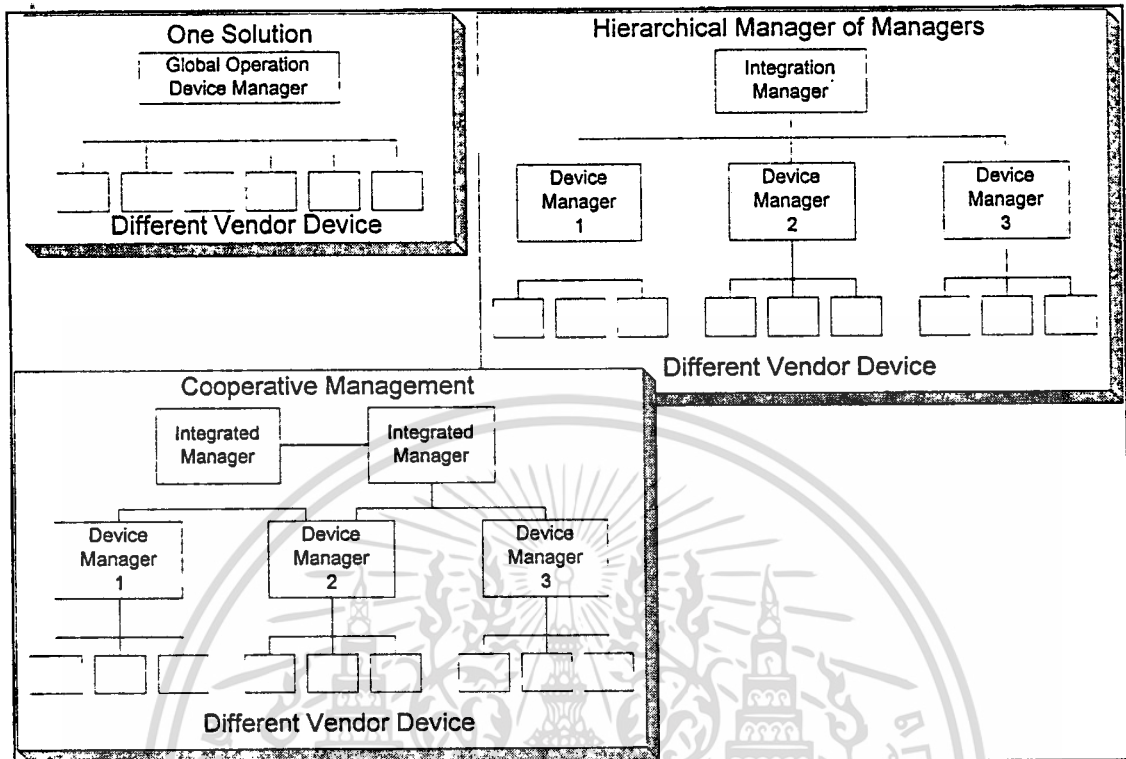 One Solution
Global Operation
Device Manager
Different Vendor Device
Hierarchical Manager of Managers
Integration
Manager
Device
Manager
1
Device
Manager
2
Device
Manager
3
Different Vendor Device
Cooperative Management
Integrated
Manager
Integrated
Manager
Device
Manager
1
Device
Manager
2
Device
Manager
3
Different Vendor Device